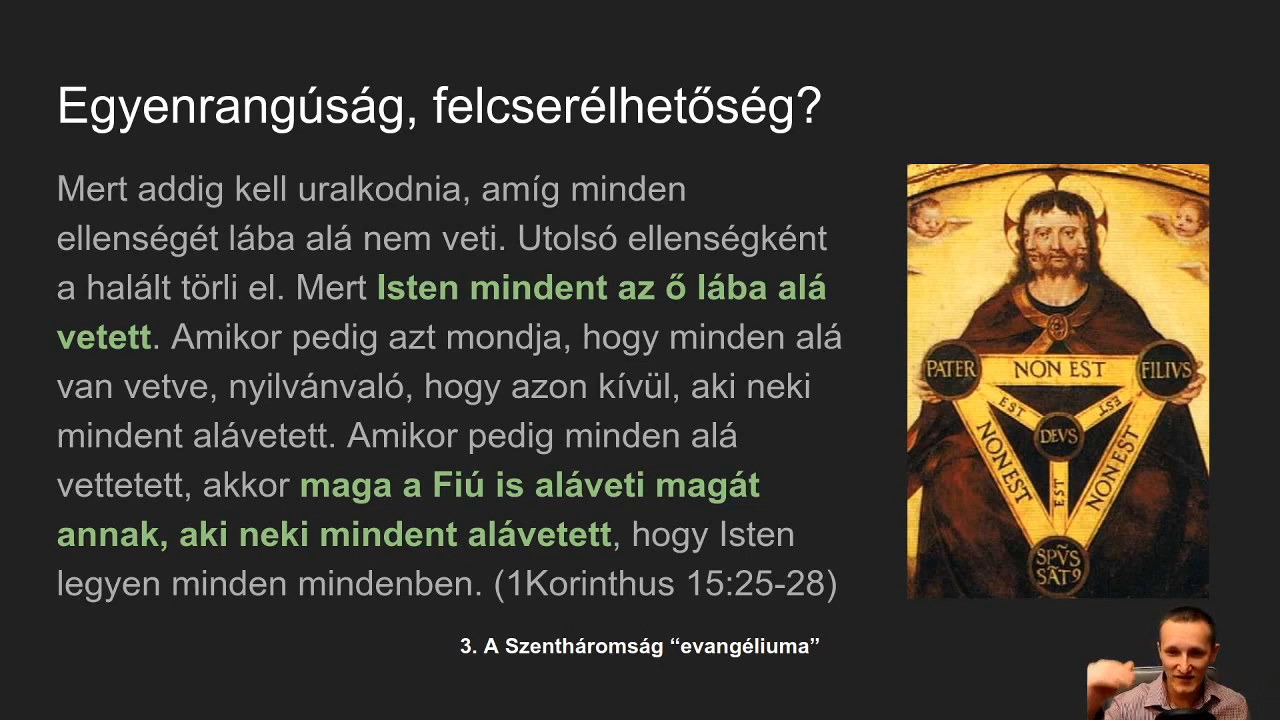 Egyenrangúság, felcserélhetőség?
Mert addig kell uralkodnia, amíg minden
ellenségét lába alá nem veti. Utolsó ellenségként
a halált törli el. Mert Isten mindent az ő lába alá
vetett. Amikor pedig azt mondja, hogy minden alá
van vetve, nyilvánvaló, hogy azon kívül, aki neki
mindent alávetett. Amikor pedig minden alá
vettetett, akkor maga a Fiú is aláveti magát
annak, aki neki mindent alávetett, hogy Isten
legyen minden mindenben. (1Korinthus 15:25-28)
PATER
NON EST
FILIVS
EST
EST
DEVS
NON EST
EST
NON EST
SPV̄S
SÃT9
3. A Szentháromság “evangéliuma”